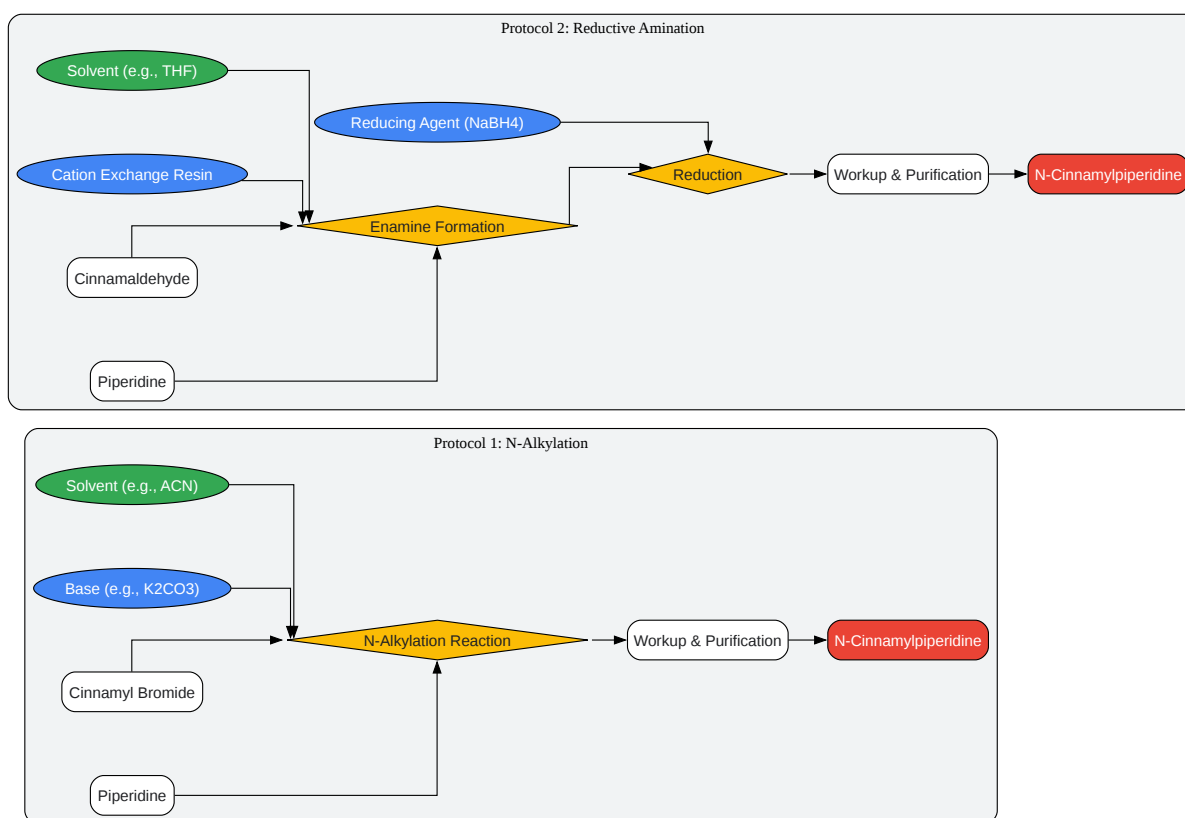 Protocol 2: Reductive Amination
Solvent (e.g., THF)
Reducing Agent (NaBH4)
Cation Exchange Resin
Reduction
Workup & Purification
N-Cinnamylpiperidine
Enamine Formation
Cinnamaldehyde
Piperidine
Protocol 1: N-Alkylation
Solvent (e.g., ACN)
Base (e.g., K2CO3)
N-Alkylation Reaction
Workup & Purification
N-Cinnamylpiperidine
Cinnamyl Bromide
Piperidine